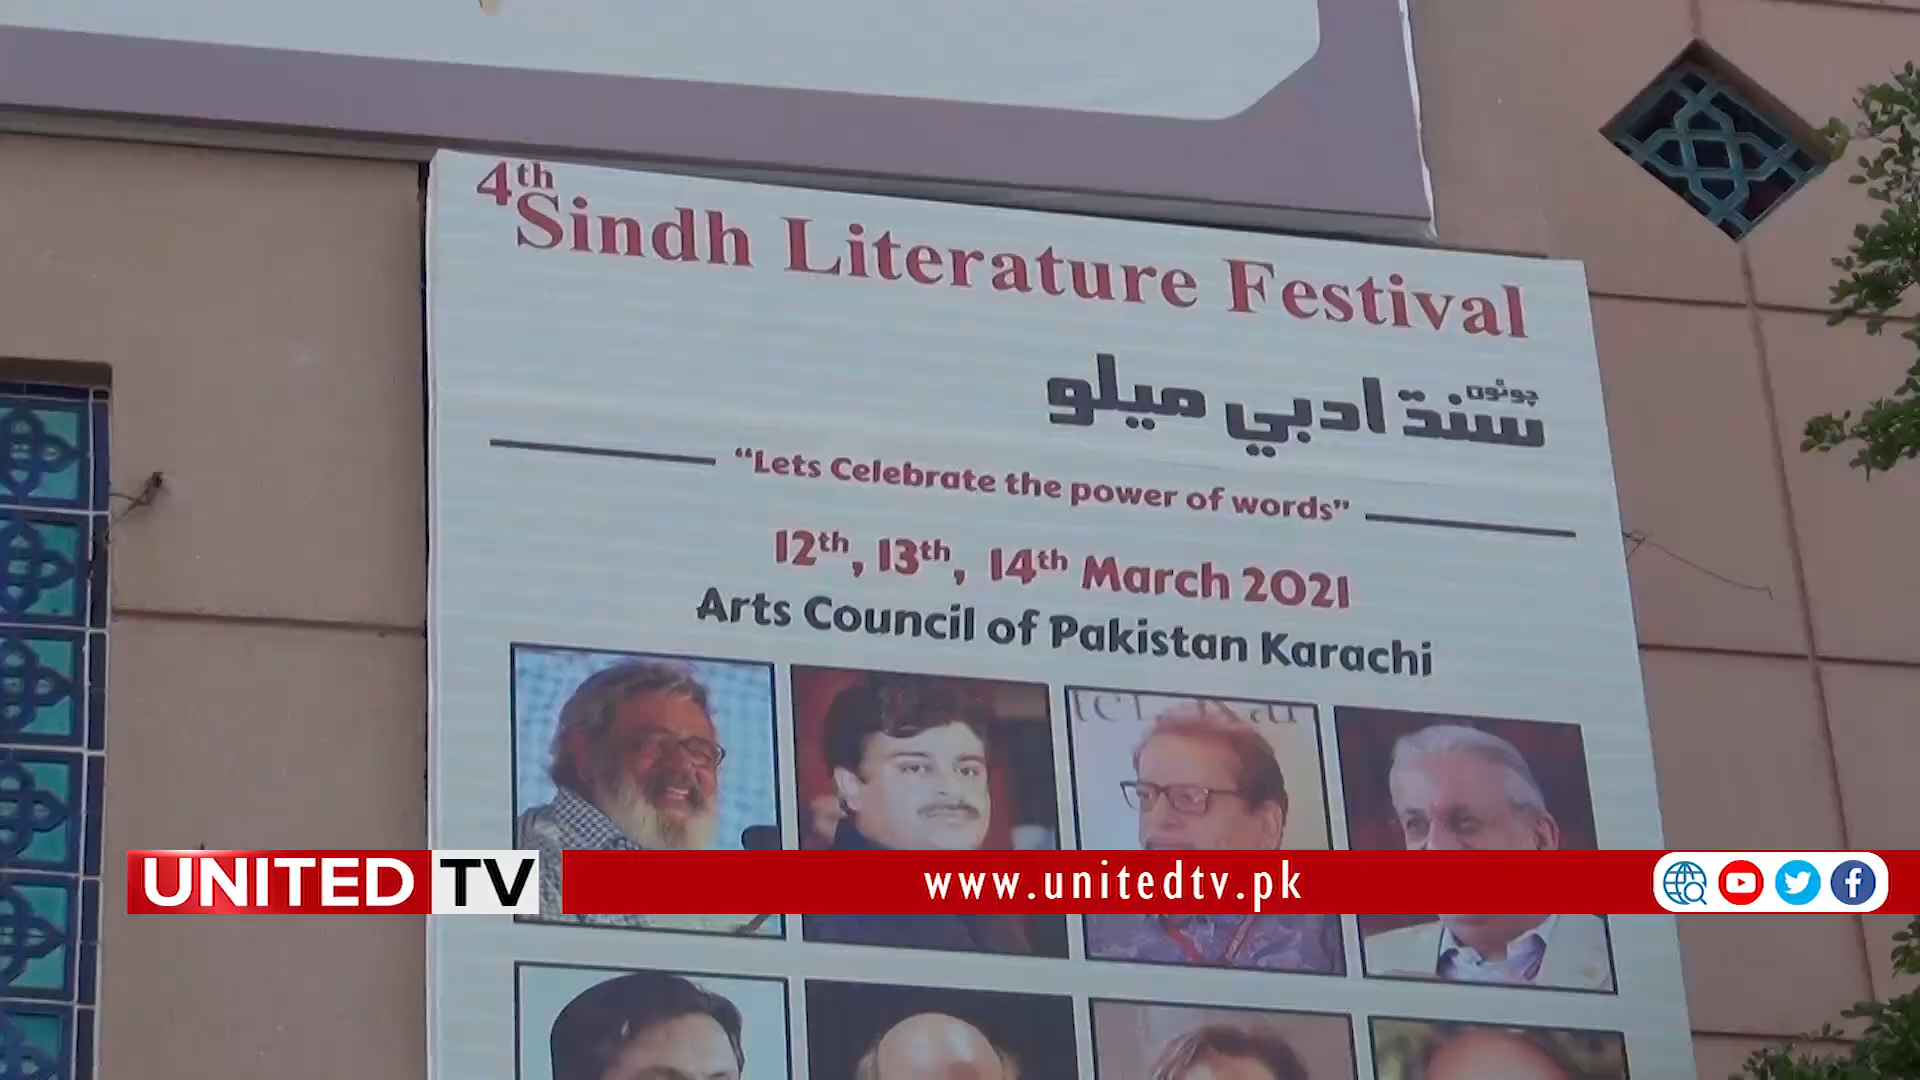 4th
Sindh Literature Festival
چوٿون
سنڌ ادبي ميلو
“Lets Celebrate the power of words”
12th, 13th, 14th March 2021
Arts Council of Pakistan Karachi
UNITED TV
www.unitedtv.pk